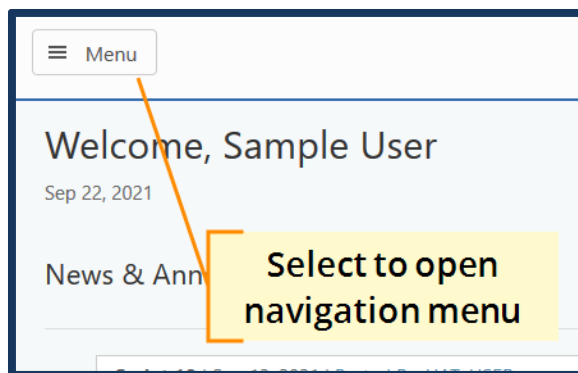 Menu
Welcome, Sample User
Sep 22, 2021
News & Ann
Select to open
navigation menu